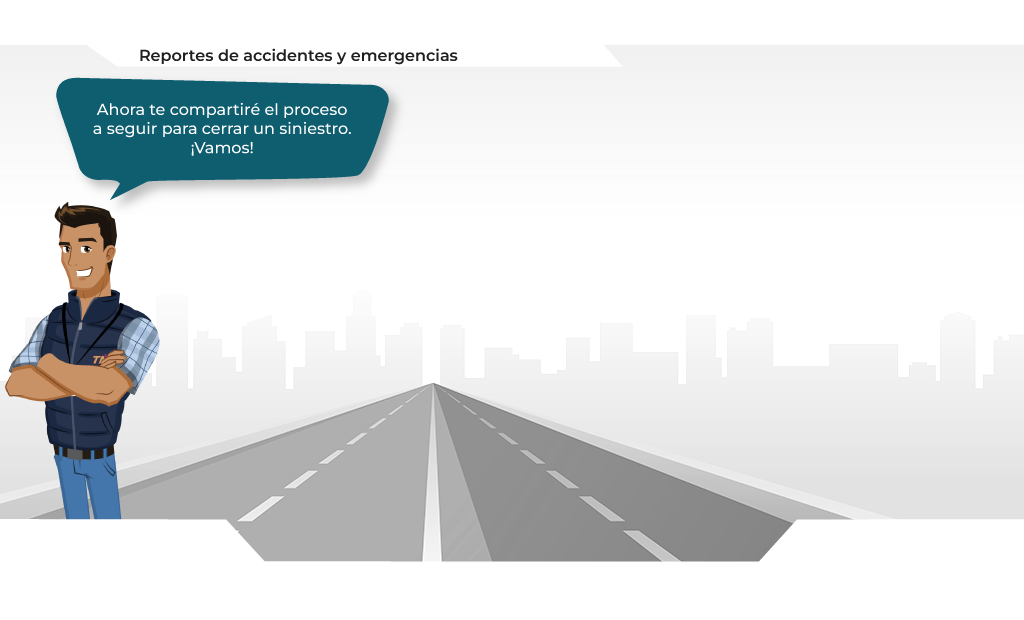 Reportes de accidentes y emergencias
Ahora te compartiré el proceso
a seguir para cerrar un siniestro.
¡Vamos!